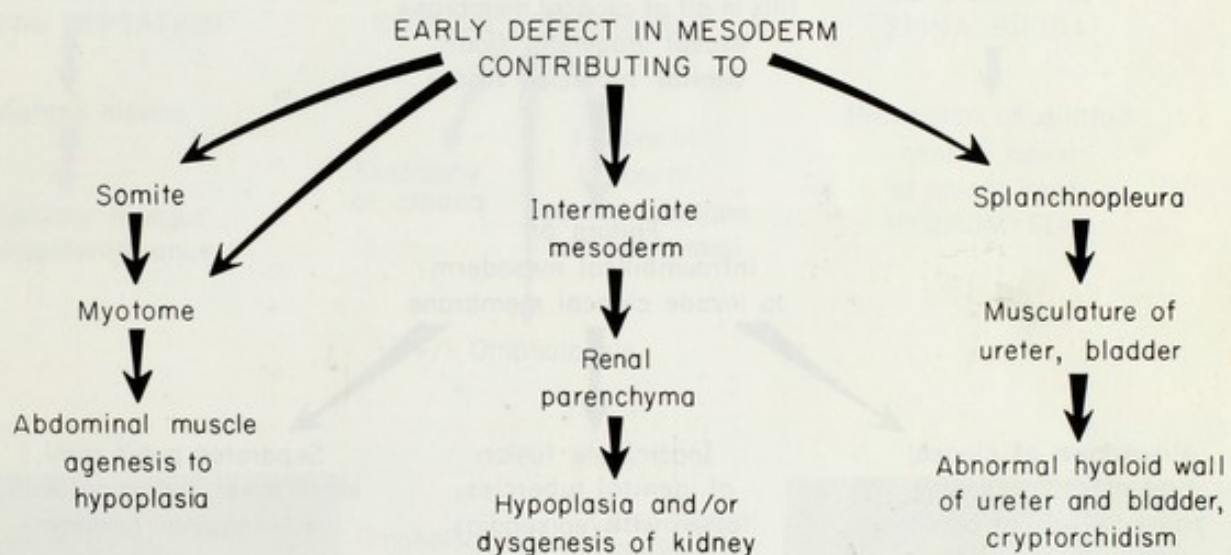 EARLY DEFECT IN MESODERM
CONTRIBUTING TO
Somite
Myotome
Abdominal muscle
agenesis to
hypoplasia
Intermediate
mesoderm
Renal
parenchyma
Hypoplasia and/or
dysgenesis of kidney
Splanchnopleura
Musculature of
ureter, bladder
Abnormal hyaloid wall
of ureter and bladder,
cryptorchidism